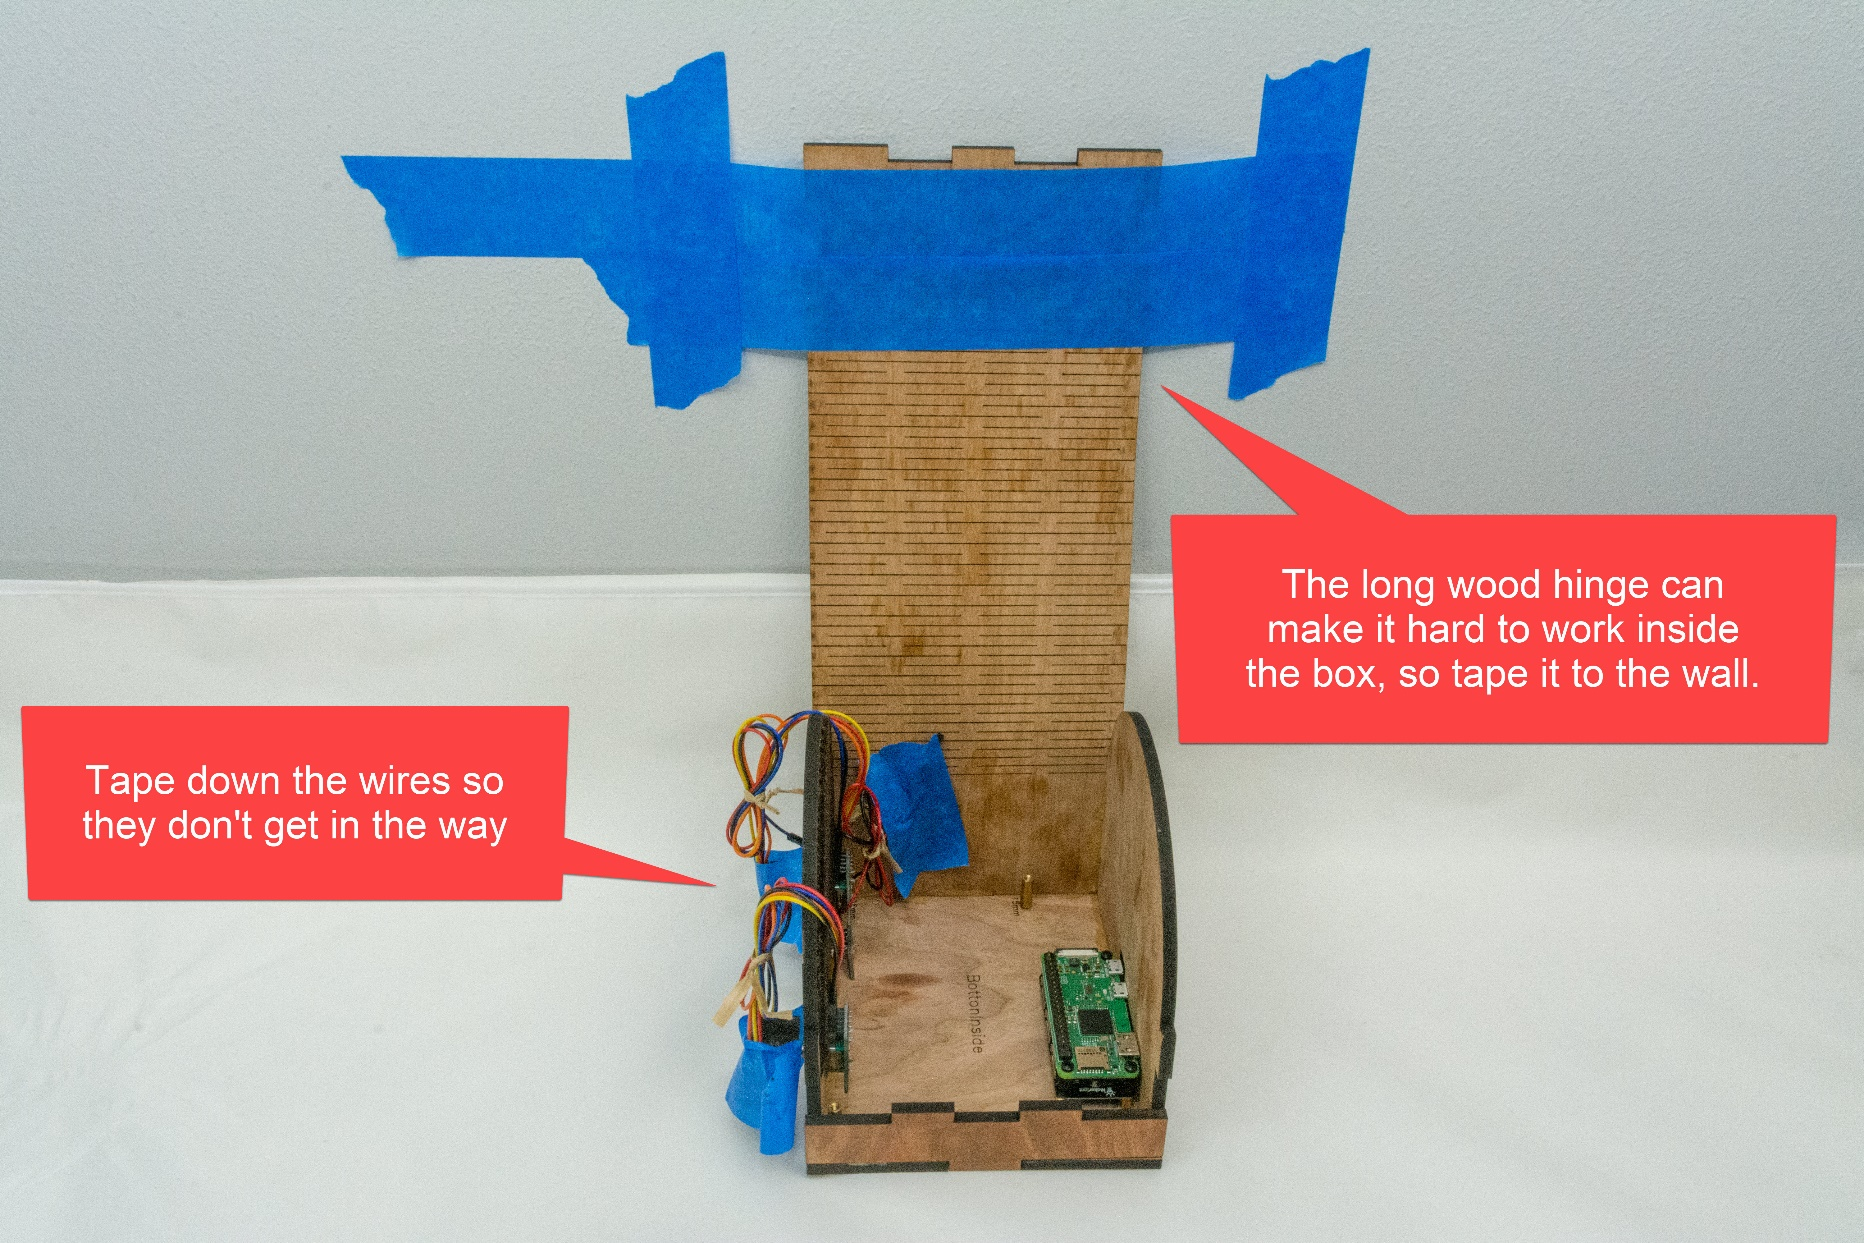 The long wood hinge can
make it hard to work inside
the box, so tape it to the wall.
Tape down the wires so
they don't get in the way
BottonInside